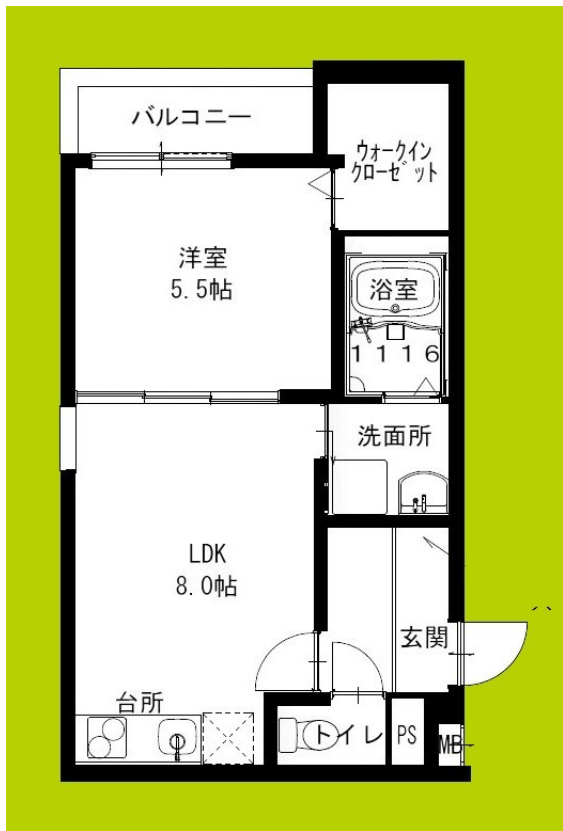 バルコニー
ウォークイン
クローゼット
洋室
5.5帖
浴室
1116
洗面所
LDK
8.0帖
玄関
台所
トイレ
PS
MB